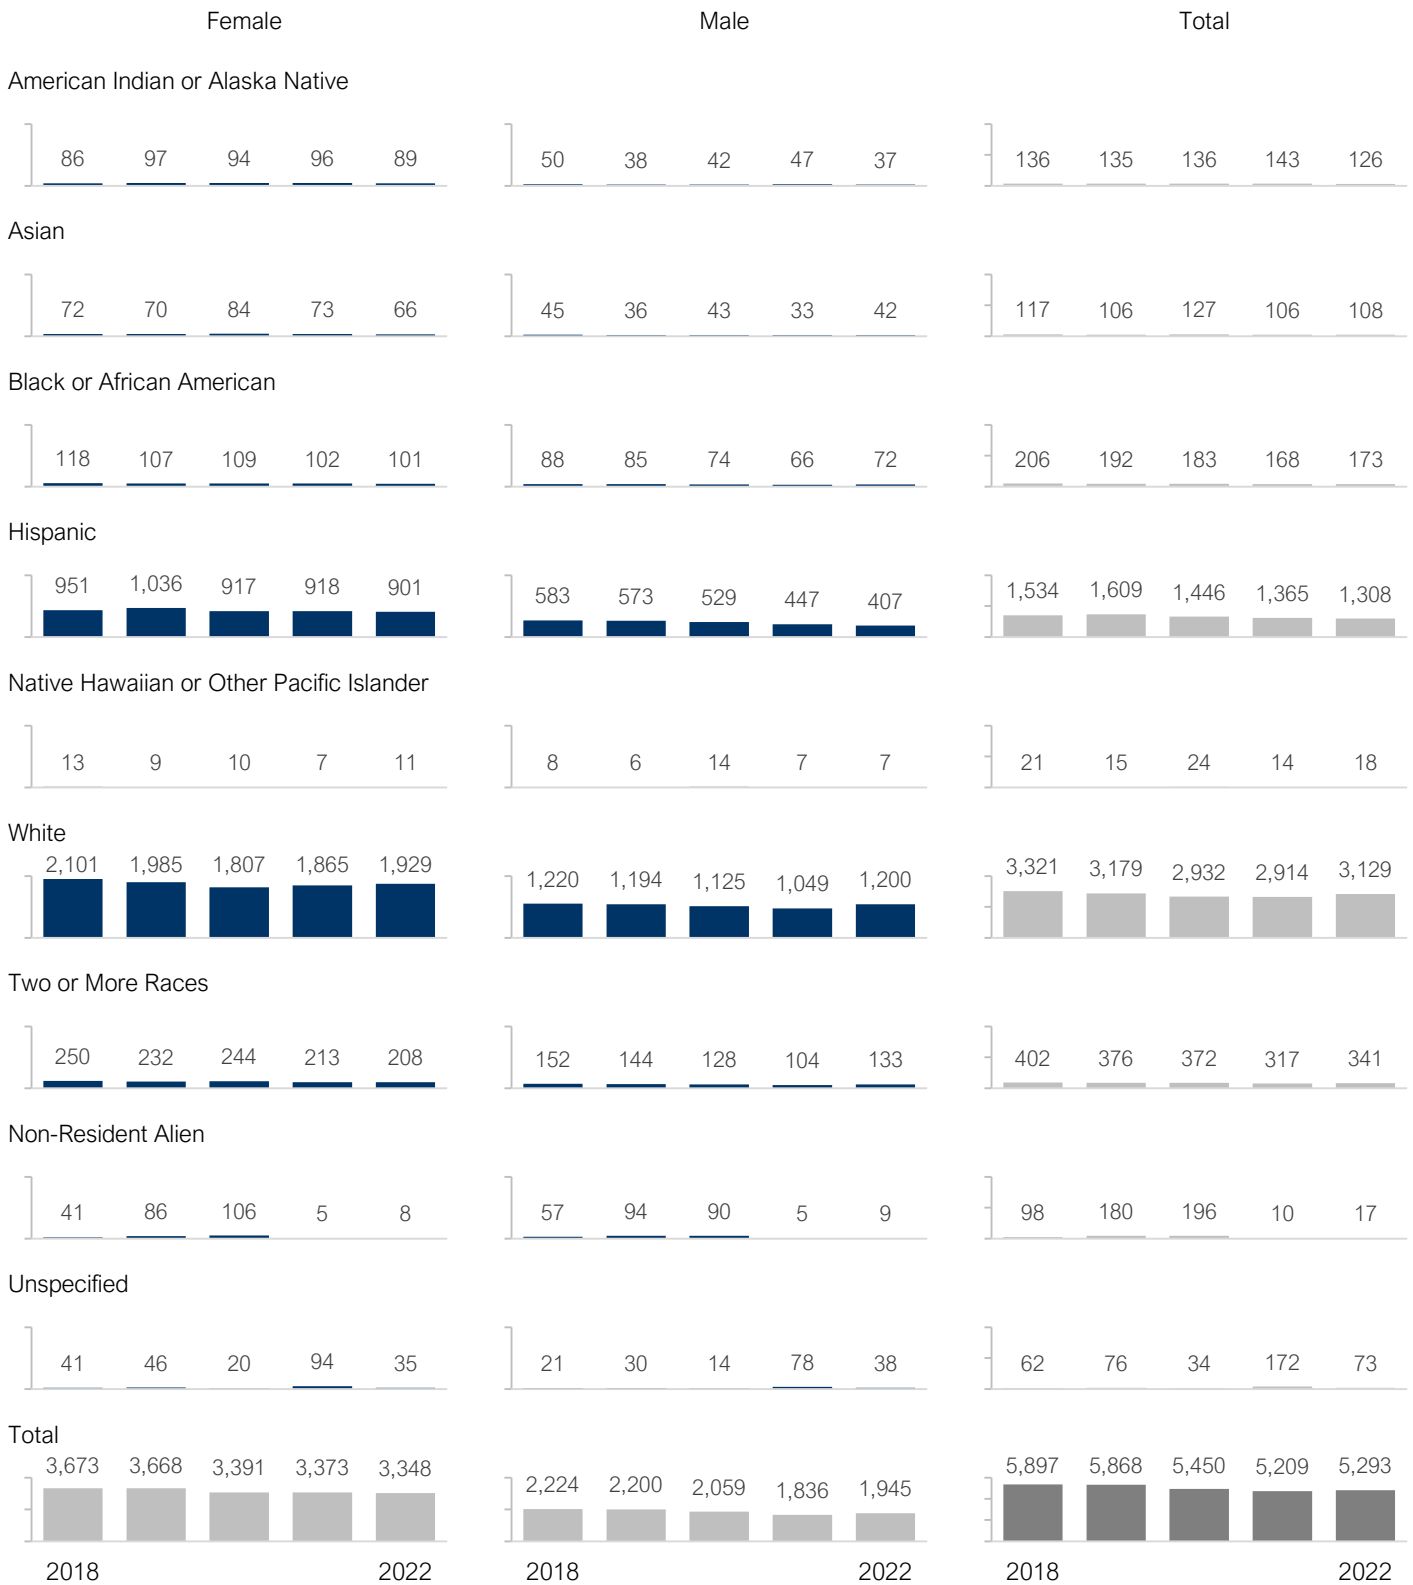 Female Male Total
American Indian or Alaska Native
86 97 94 96 89 50 38 42 47 37 136 135 136 143 126
Asian
72 70 84 73 66 45 36 43 33 42 117 106 127 106 108
Black or African American
118 107 109 102 101 88 85 74 66 72 206 192 183 168 173
Hispanic
951 1,036 917 918 901 583 573 529 447 407 1,534 1,609 1,446 1,365 1,308
Native Hawaiian or Other Pacific Islander
13 9 10 7 11 8 6 14 7 7 21 15 24 14 18
White
2,101 1,985 1,807 1,865 1,929 1,220 1,194 1,125 1,049 1,200 3,321 3,179 2,932 2,914 3,129
Two or More Races
250 232 244 213 208 152 144 128 104 133 402 376 372 317 341
Non-Resident Alien
41 86 106 5 8 57 94 90 5 9 98 180 196 10 17
Unspecified
41 46 20 94 35 21 30 14 78 38 62 76 34 172 73
Total
3,673 3,668 3,391 3,373 3,348 2,224 2,200 2,059 1,836 1,945 5,897 5,868 5,450 5,209 5,293
2018 2022 2018 2022 2018 2022